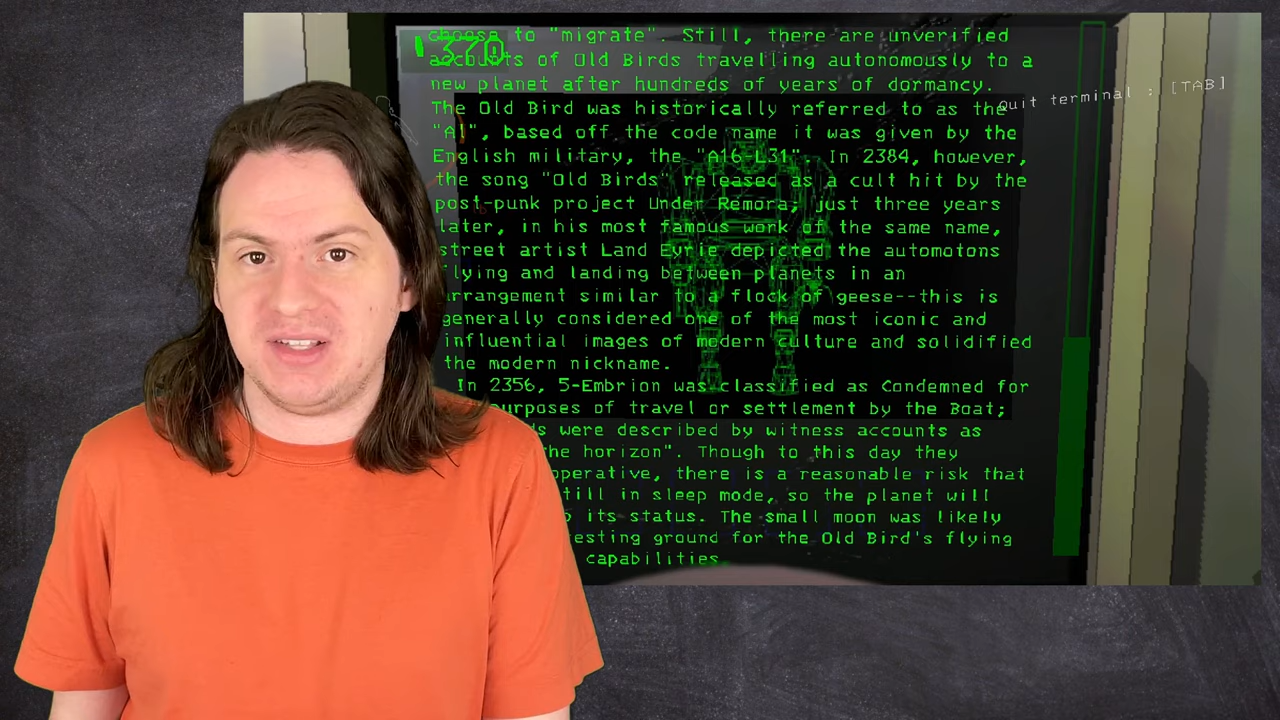 choose to "migrate". Still, there are unverified
accounts of Old Birds travelling autonomously to a
new planet after hundreds of years of dormancy.
The Old Bird was historically referred to as the
"Al", based off the code name it was given by the
English military, the "A16-L31". In 2384, however,
the song "Old Birds" released as a cult hit by the
post-punk project Under Remora; just three years
later, in his most famous work of the same name,
street artist Land Eyrie depicted the automotons
flying and landing between planets in an
arrangement similar to a flock of geese--this is
generally considered one of the most iconic and
influential images of modern culture and solidified
the modern nickname.
In 2356, 5-Embrion was classified as Condemned for
purposes of travel or settlement by the Boat;
were described by witness accounts as
the horizon". Though to this day they
operative, there is a reasonable risk that
still in sleep mode, so the planet will
its status. The small moon was likely
testing ground for the Old Bird's flying
capabilities.
370
Quit terminal : [TAB]